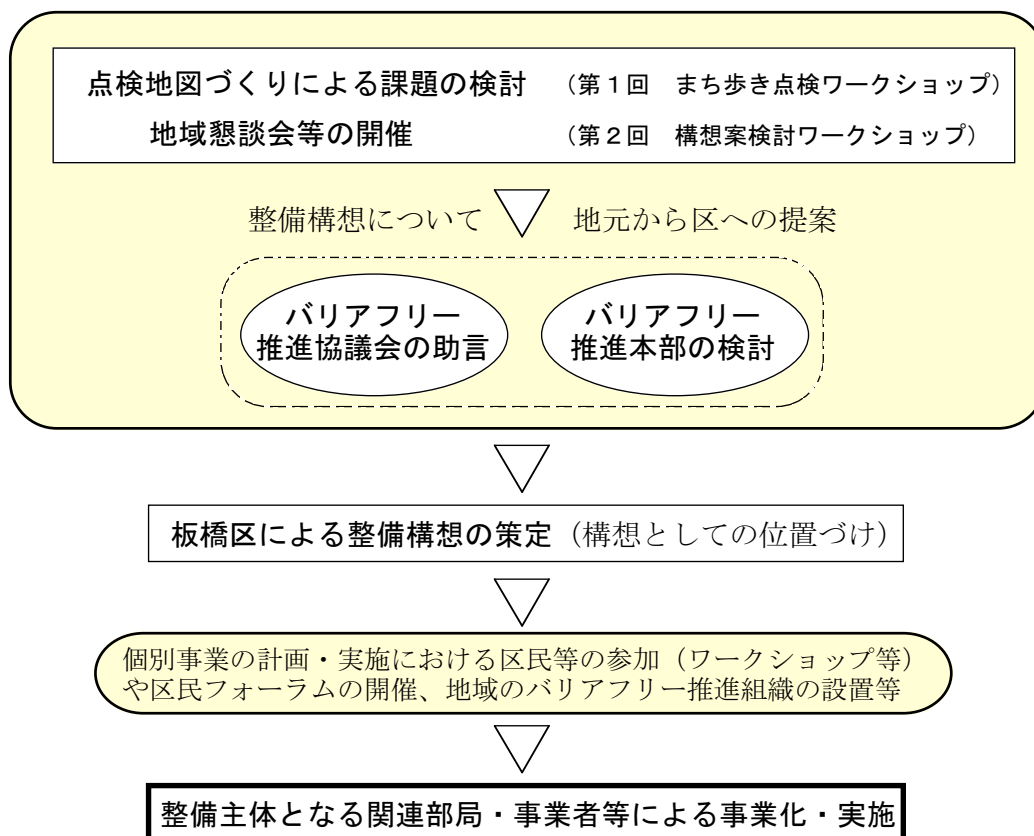 点検地図づくりによる課題の検討 （第１回 まち歩き点検ワークショップ）
地域懇談会等の開催 （第２回 構想案検討ワークショップ）
整備構想について 地元から区への提案
バリアフリー
推進協議会の助言
バリアフリー
推進本部の検討
板橋区による整備構想の策定（構想としての位置づけ）
個別事業の計画・実施における区民等の参加（ワークショップ等）
や区民フォーラムの開催、地域のバリアフリー推進組織の設置等
整備主体となる関連部局・事業者等による事業化・実施